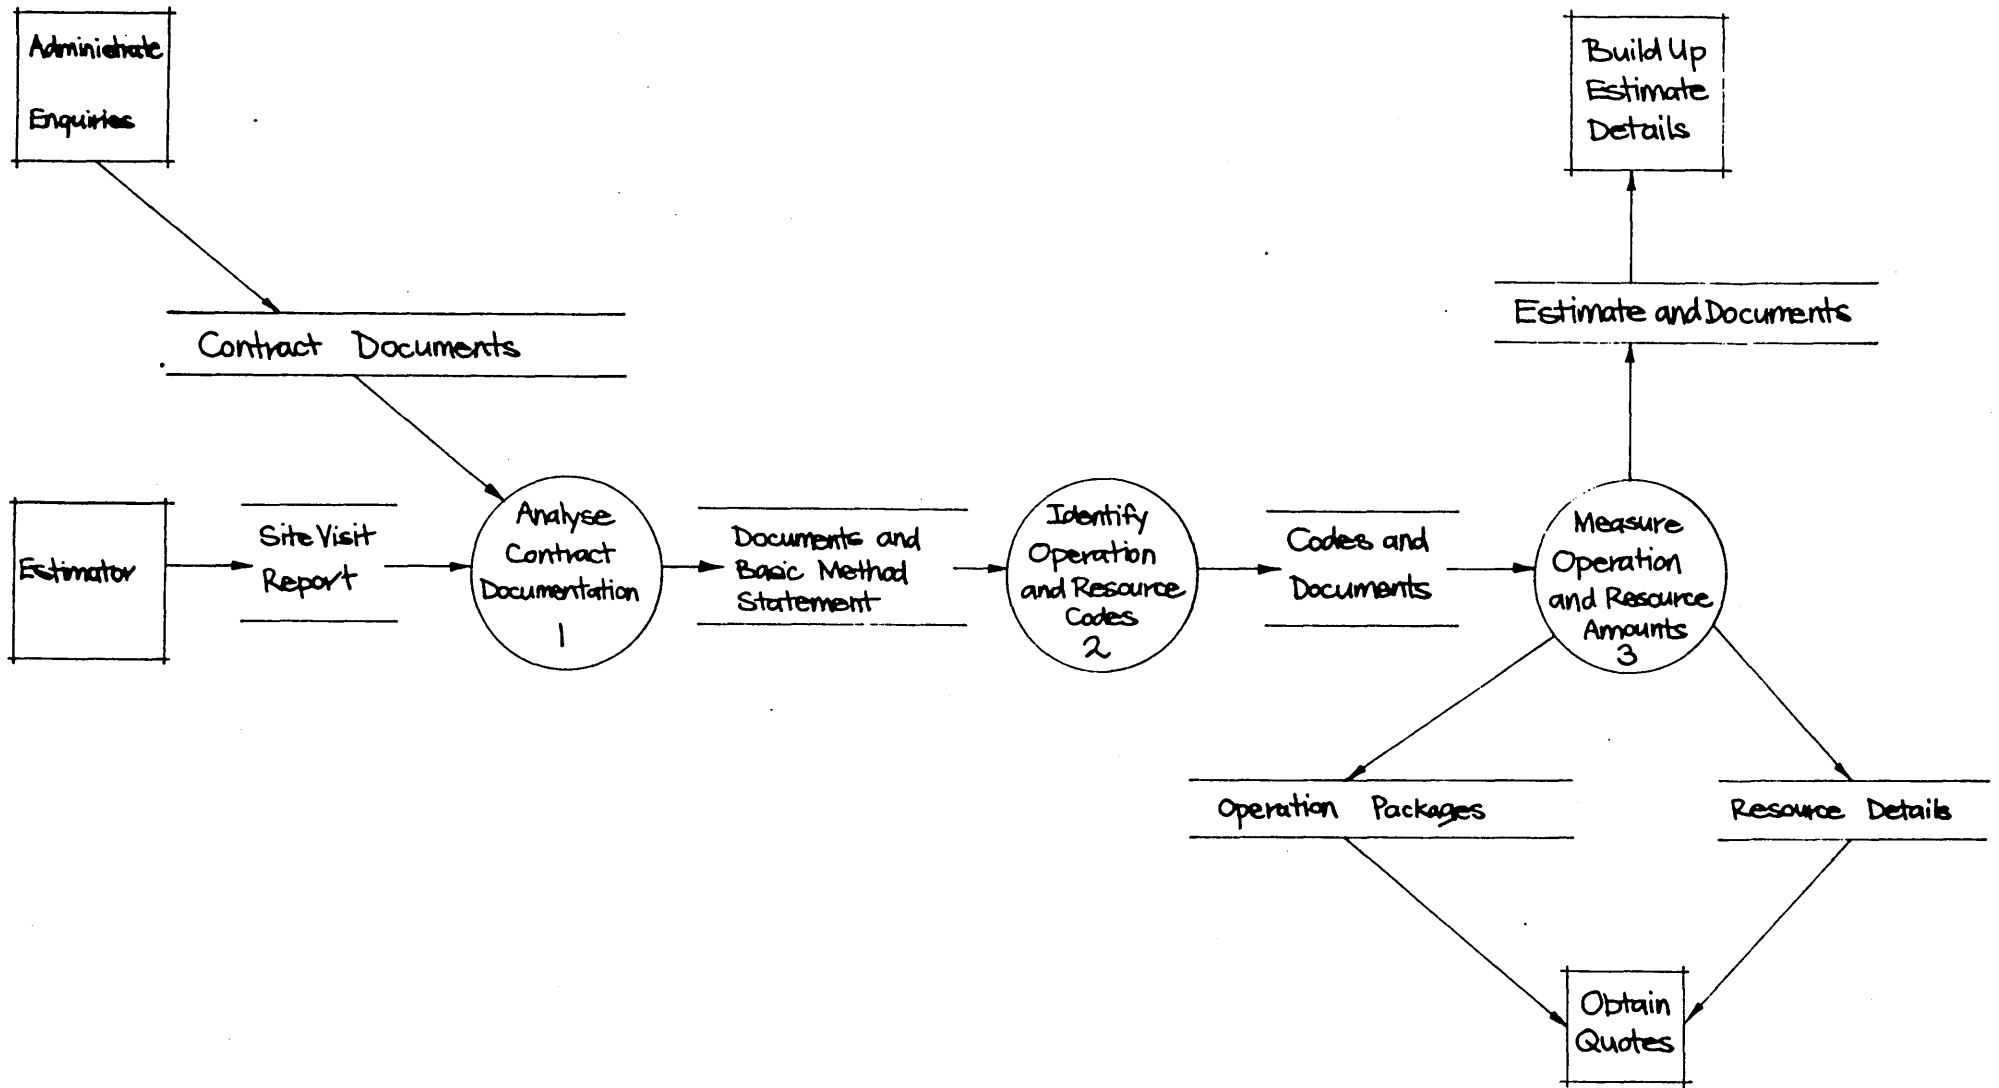 Administrate
Enquiries
Build Up
Estimate
Details
Contract Documents
Estimate and Documents
Estimator
Site Visit
Report
Analyse
Contract
Documentation
1
Documents and
Basic Method
Statement
Identify
Operation
and Resource
Codes
2
Codes and
Documents
Measure
Operation
and Resource
Amounts
3
Operation Packages
Resource Details
Obtain
Quotes